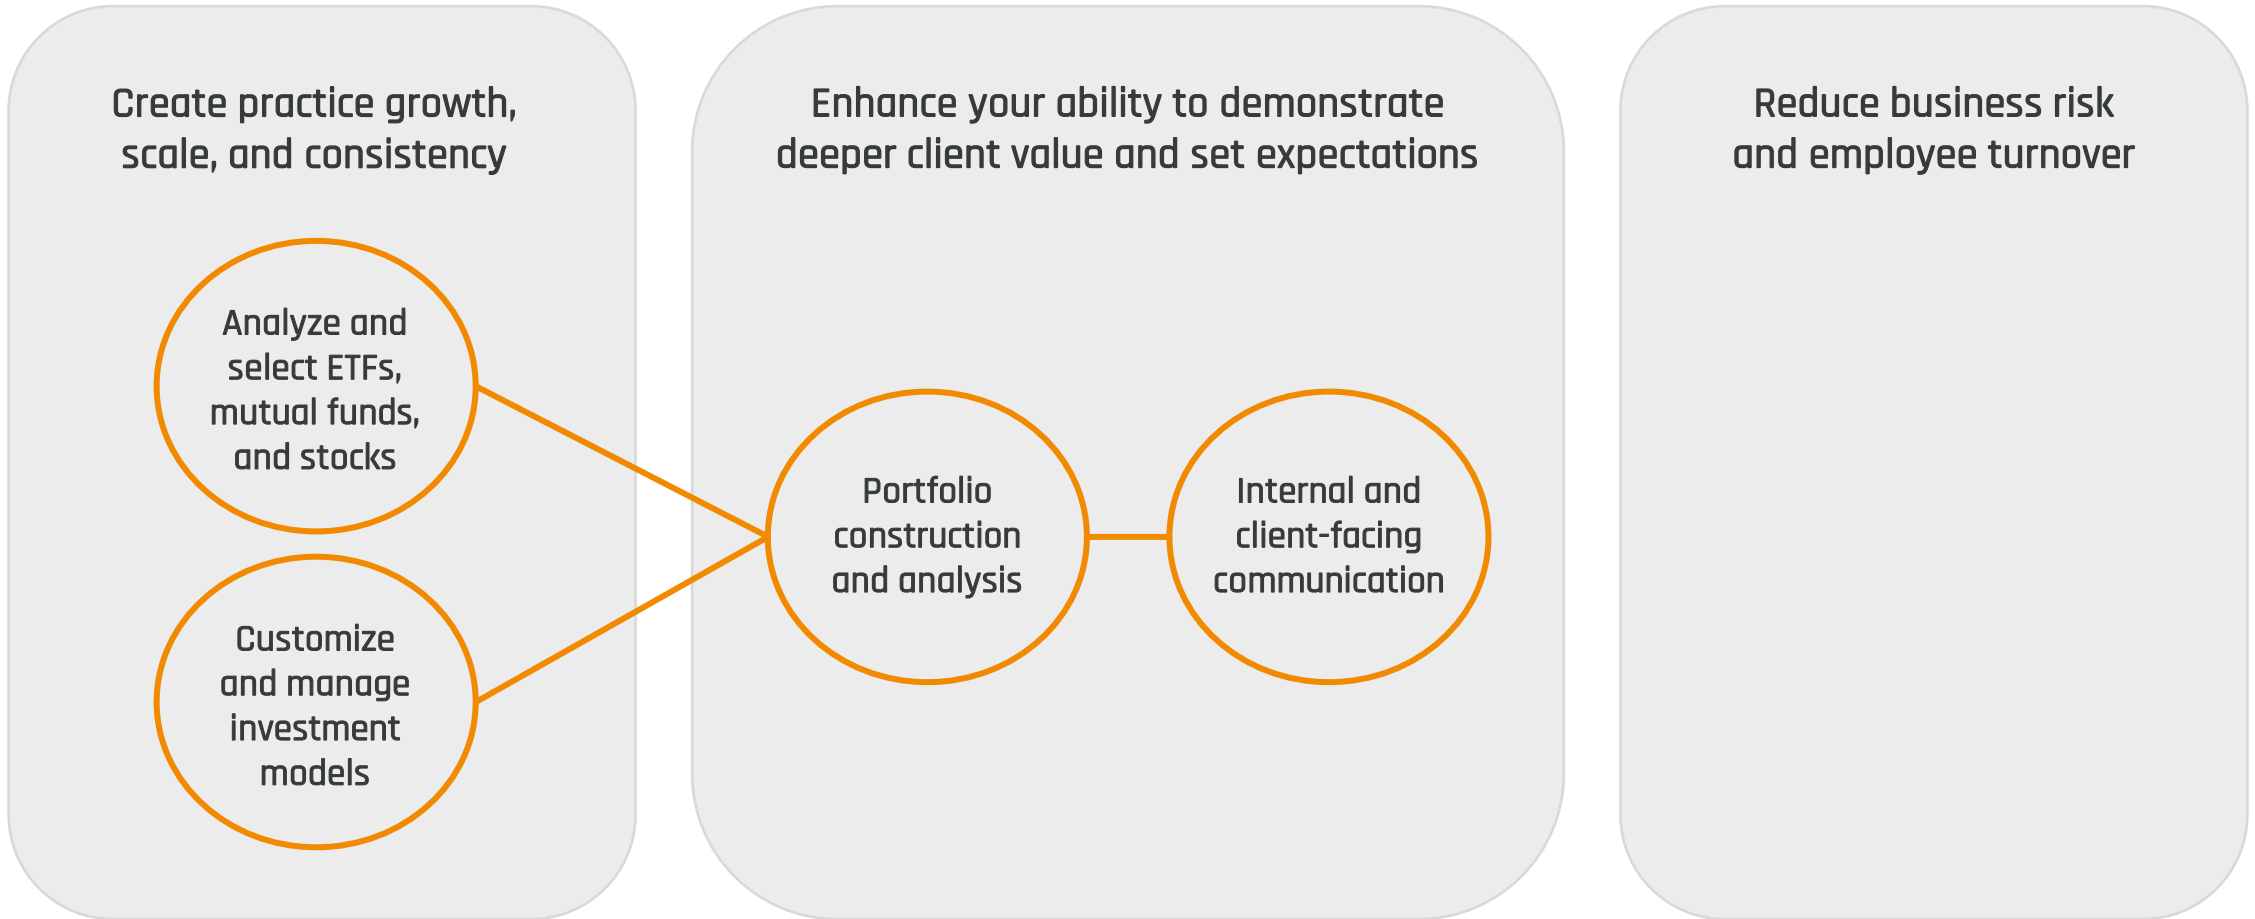 Create practice growth,
scale, and consistency
Enhance your ability to demonstrate
deeper client value and set expectations
Reduce business risk
and employee turnover
Analyze and
select ETFs,
mutual funds,
and stocks
Customize
and manage
investment
models
Portfolio
construction
and analysis
Internal and
client-facing
communication